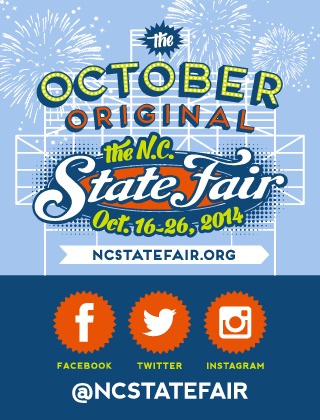 the
OCTOBER
ORIGINAL
the N.C.
State Fair
Oct. 16-26, 2014
NCSTATEFAIR.ORG
FACEBOOK TWITTER INSTAGRAM
@NCSTATEFAIR